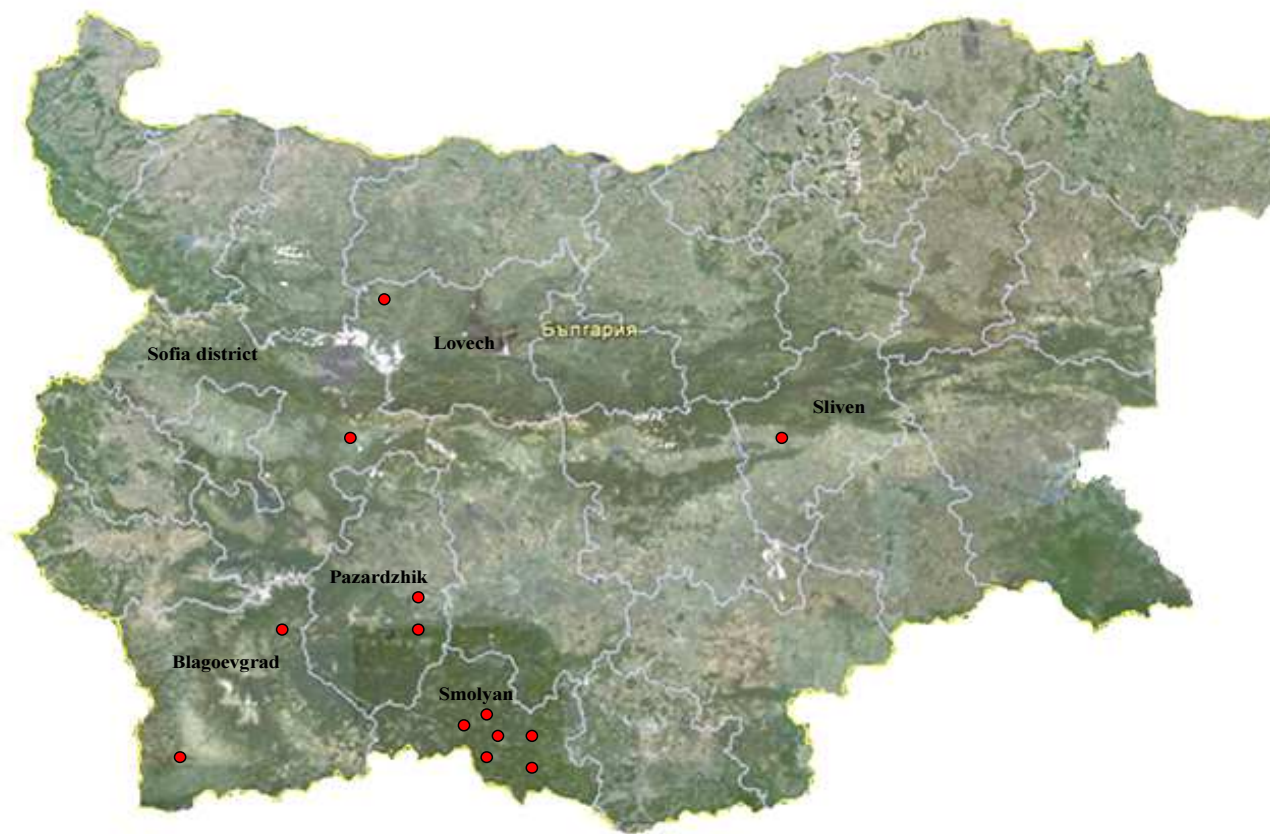 Lovech
България
Sofia district
Sliven
Pazardzhik
Blagoevgrad
Smolyan